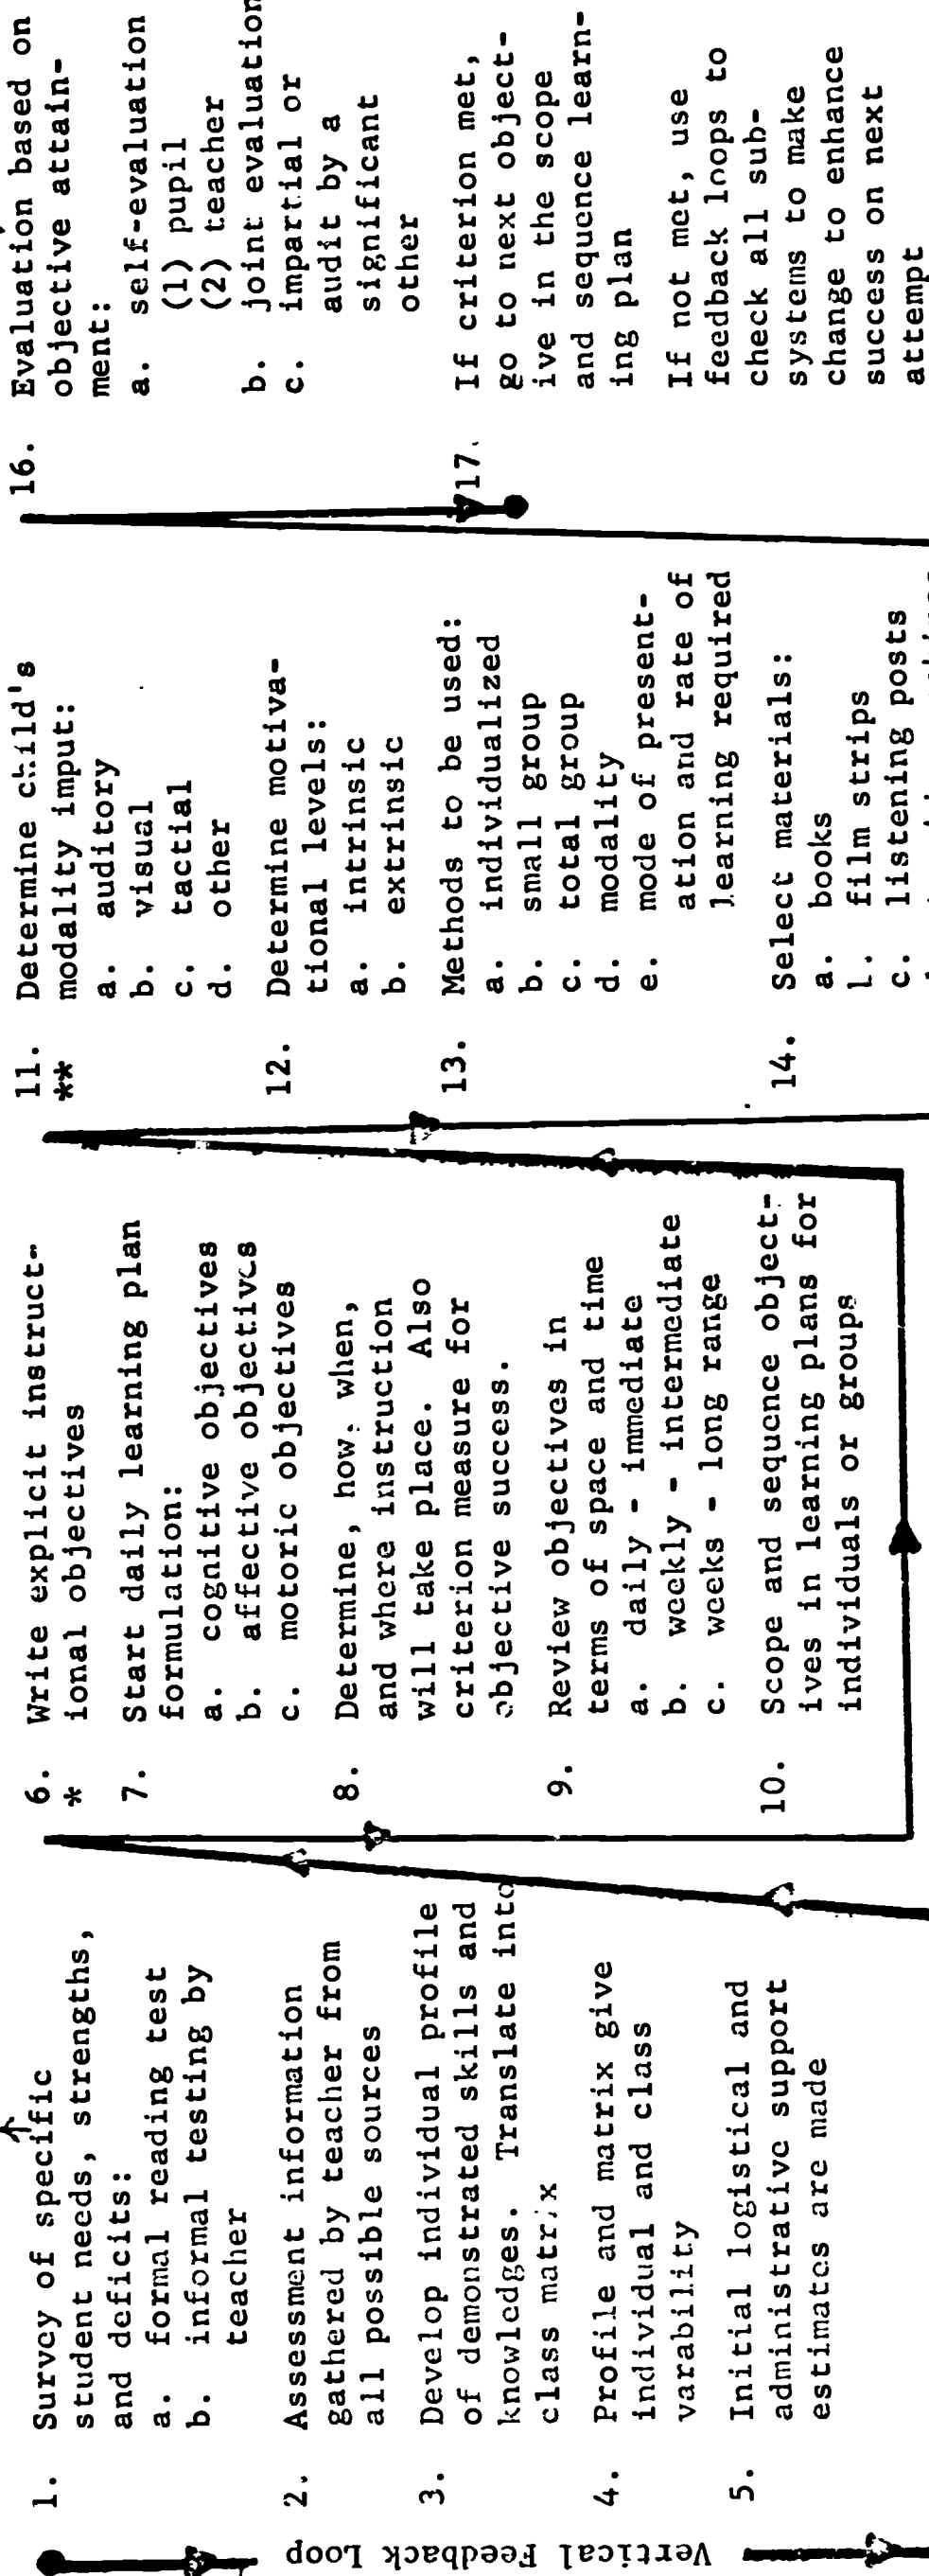 Vertical Feedback Loop
1. Survey of specific
student needs, strengths,
and deficits:
a. formal reading test
b. informal testing by
teacher
2. Assessment information
gathered by teacher from
all possible sources
3. Develop individual profile
of demonstrated skills and
knowledges. Translate into
class matrix
4. Profile and matrix give
individual and class
varability
5. Initial logistical and
administrative support
estimates are made
6. Write explicit instruct-
* ional objectives
7. Start daily learning plan
formulation:
a. cognitive objectives
b. affective objectives
c. motoric objectives
8. Determine, how, when,
and where instruction
will take place. Also
criterion measure for
objective success.
9. Review objectives in
terms of space and time
a. daily - immediate
b. weekly - intermediate
c. weeks - long range
10. Scope and sequence object-
ives in learning plans for
individuals or groups
11. Determine child's
** modality imput:
a. auditory
b. visual
c. tactial
d. other
12. Determine motiva-
tional levels:
a. intrinsic
b. extrinsic
13. Methods to be used:
a. individualized
b. small group
c. total group
d. modality
e. mode of present-
ation and rate of
learning required
14. Select materials:
a. books
l. film strips
c. listening posts
16. Evaluation based on
objective attain-
ment:
a. self-evaluation
(1) pupil
(2) teacher
b. joint evaluation
c. impartial or
audit by a
significant
other
17. If criterion met,
go to next object-
ive in the scope
and sequence learn-
ing plan
If not met, use
feedback loops to
check all sub-
systems to make
change to enhance
success on next
attempt